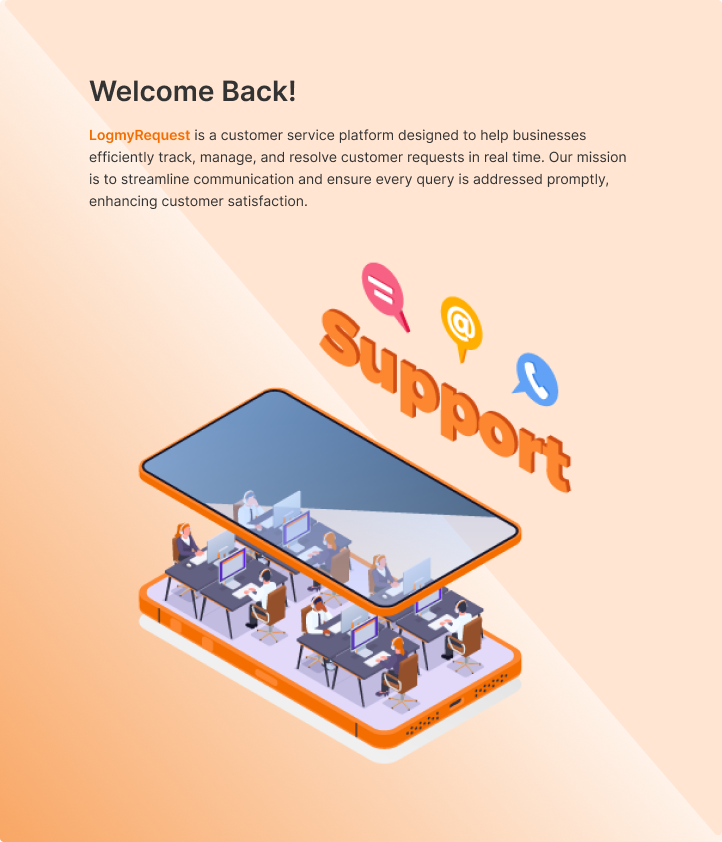 Welcome Back!
LogmyRequest is a customer service platform designed to help businesses
efficiently track, manage, and resolve customer requests in real time. Our mission
is to streamline communication and ensure every query is addressed promptly,
enhancing customer satisfaction.
@
Support